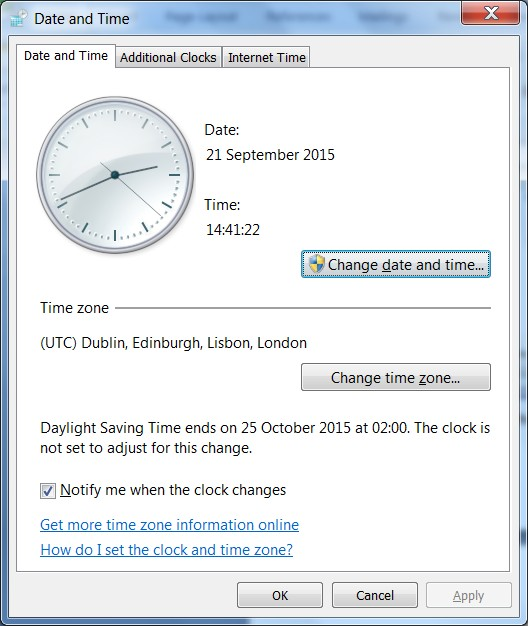 Date and Time
Date and Time
Additional Clocks
Internet Time
Date:
21 September 2015
Time:
14:41:22
Change date and time...
Time zone
(UTC) Dublin, Edinburgh, Lisbon, London
Change time zone...
Daylight Saving Time ends on 25 October 2015 at 02:00. The clock is
not set to adjust for this change.
Notify me when the clock changes
Get more time zone information online
How do I set the clock and time zone?
OK
Cancel
Apply